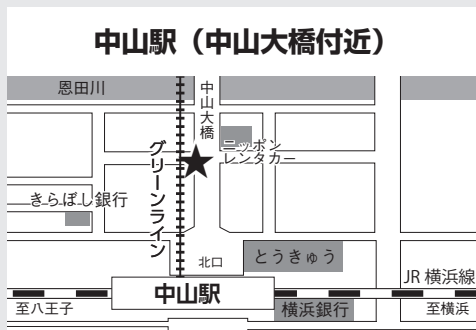 中山駅（中山大橋付近）
恩田川
中山大橋
ニッポン
レンタカー
グリーンライン
きらぼし銀行
北口
とうきゅう
JR 横浜線
中山駅
至八王子
横浜銀行
至横浜